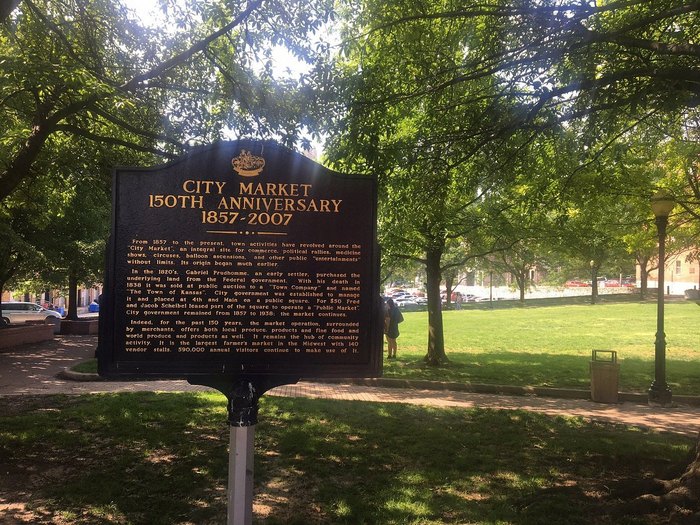 CITY MARKET
150TH ANNIVERSARY
1857-2007
From 1857 to the present, town activities have revolved around the
"City Market", an integral site for commerce, political rallies, medicine
shows, circuses, balloon ascensions, and other public "entertainments"
without limits. Its origin began much earlier.
In the 1820's, Gabriel Prudhomme, an early settler, purchased the
underlying land from the Federal government. With his death in
1838 it was sold at public auction to a "Town Company" and named
"The Town of Kansas". City government was established to manage
it and placed at 4th and Main on a public square. For $50 Fred
and Jacob Scheibel leased part of the square to operate a "Public Market".
City government remained from 1857 to 1938; the market continues.
Indeed, for the past 150 years, the market operation, surrounded
by merchants, offers both local produce, products and fine food and
world produce and products as well. It remains the hub of community
activity. It is the largest farmer's market in the Midwest with 140
vendor stalls. 590,000 annual visitors continue to make use of it.